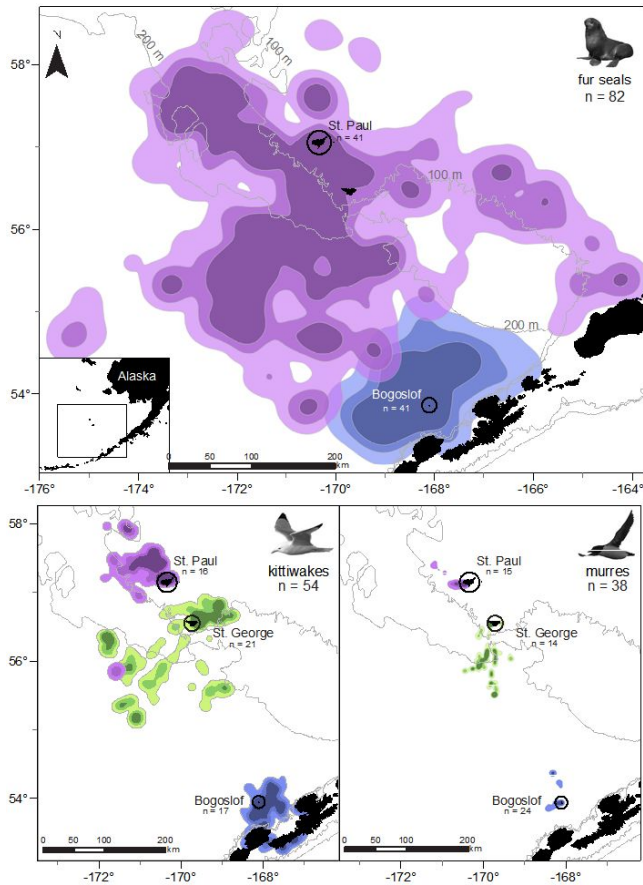 58°
56°
54°
N
200 m
100 m
fur seals
n = 82
St. Paul
n = 41
100 m
200 m
Bogoslof
n = 41
Alaska
0 50 100 200
km
-176 -174 -172 -170 -168 -166 -164
58°
56°
54°
St. Paul
n = 16
kittiwakes
n = 54
St. George
n = 21
Bogoslof
n = 17
0 50 100 200
km
-172 -170 -168
St. Paul
n = 15
murres
n = 38
St. George
n = 14
Bogoslof
n = 24
0 50 100 200
km
-172 -170 -168